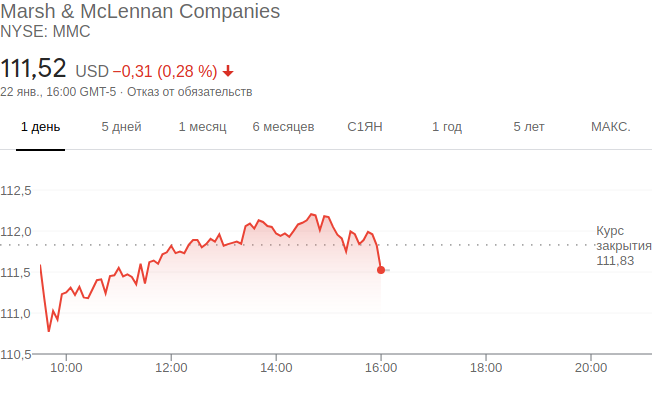 Marsh & McLennan Companies
NYSE: MMC
111,52 USD −0,31 (0,28 %)
22 янв., 16:00 GMT-5 · Отказ от обязательств
1 день 5 дней 1 месяц 6 месяцев С1ЯН 1 год 5 лет МАКС.
112,5
112,0
Курс
закрытия
111,83
111,5
111,0
110,5
10:00 12:00 14:00 16:00 18:00 20:00